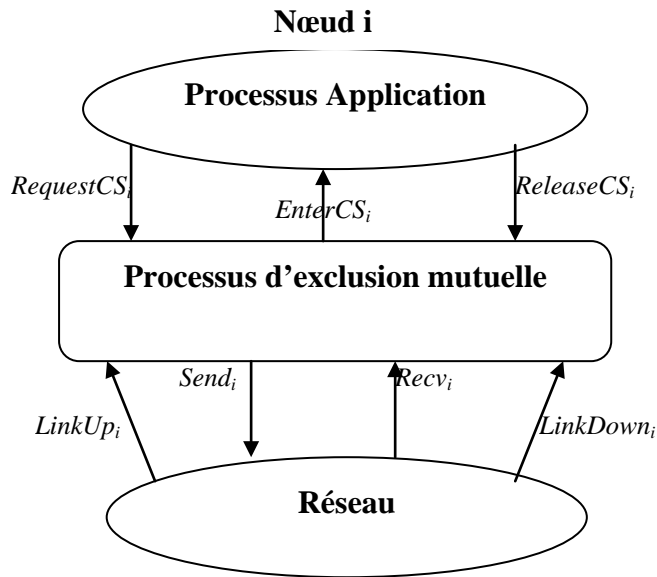 Nœud i
Processus Application
RequestCSi
EnterCSi
ReleaseCSi
Processus d’exclusion mutuelle
Sendi
Recvi
LinkUpi
LinkDowni
Réseau